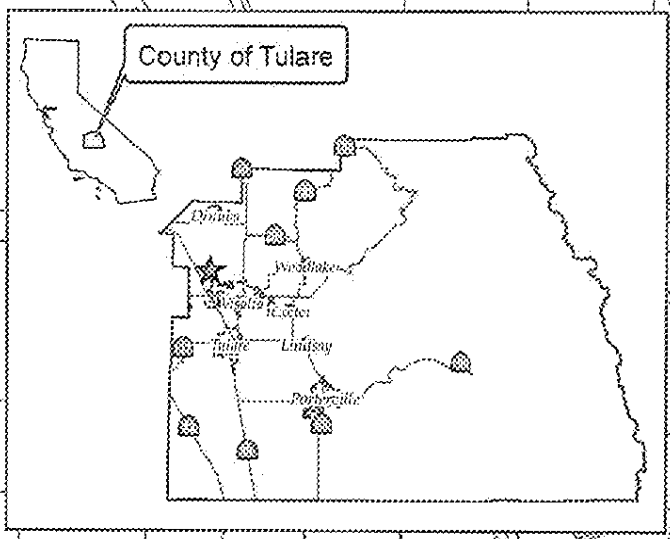 County of Tulare
Dinuba
Woodlake
Visalia
Exeter
Tulare
Lindsay
Porterville